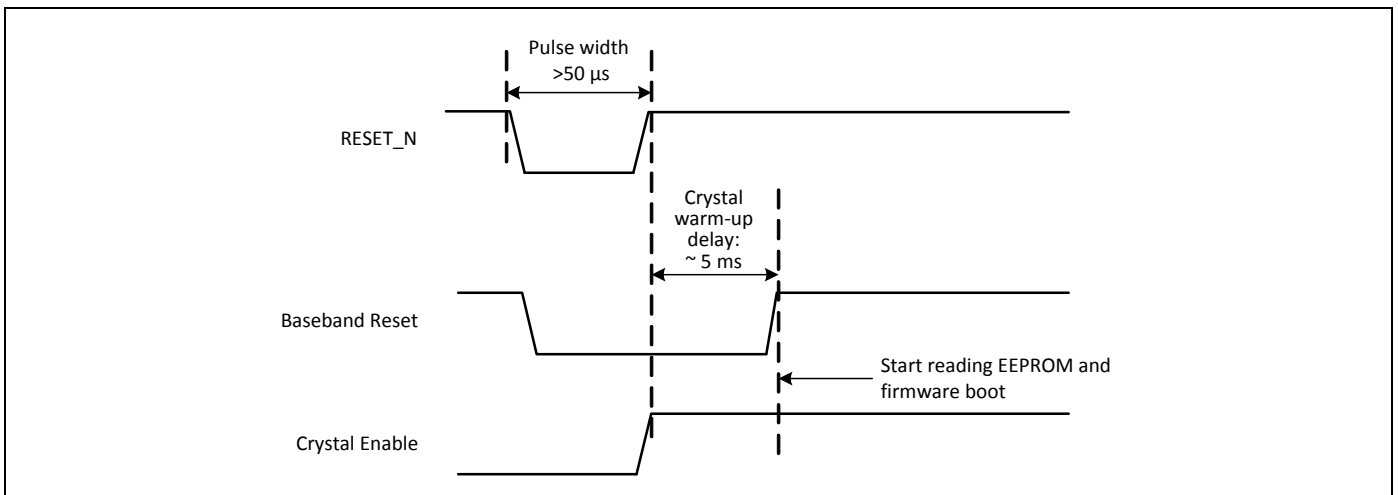 Pulse width
>50 µs
RESET_N
Crystal
warm-up
delay:
~ 5 ms
Baseband Reset
Start reading EEPROM and
firmware boot
Crystal Enable